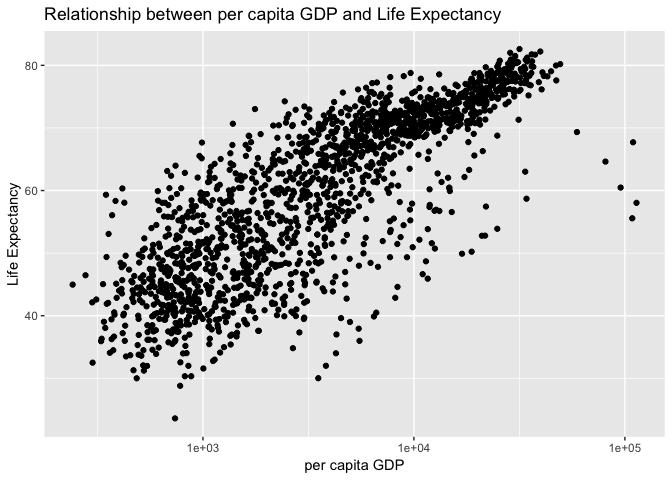 Relationship between per capita GDP and Life Expectancy
80
60
40
Life Expectancy
1e+03 1e+04 1e+05
per capita GDP